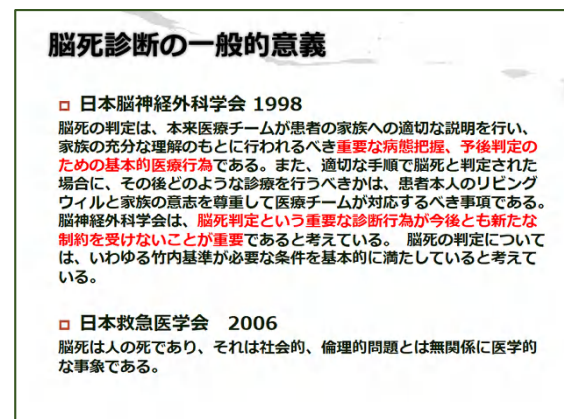 脳死診断の一般的意義
日本脳神経外科学会 1998
脳死の判定は、本来医療チームが患者の家族への適切な説明を行い、
家族の充分な理解のもとに行われるべき重要な病態把握、予後判定の
ための基本的医療行為である。また、適切な手順で脳死と判定された
場合に、その後どのような診療を行うべきかは、患者本人のリビング
ウィルと家族の意志を尊重して医療チームが対応するべき事項である。
脳神経外科学会は、脳死判定という重要な診断行為が今後とも新たな
制約を受けないことが重要であると考えている。 脳死の判定について
は、いわゆる竹内基準が必要な条件を基本的に満たしていると考えて
いる。
日本救急医学会 2006
脳死は人の死であり、それは社会的、倫理的問題とは無関係に医学的
な事象である。